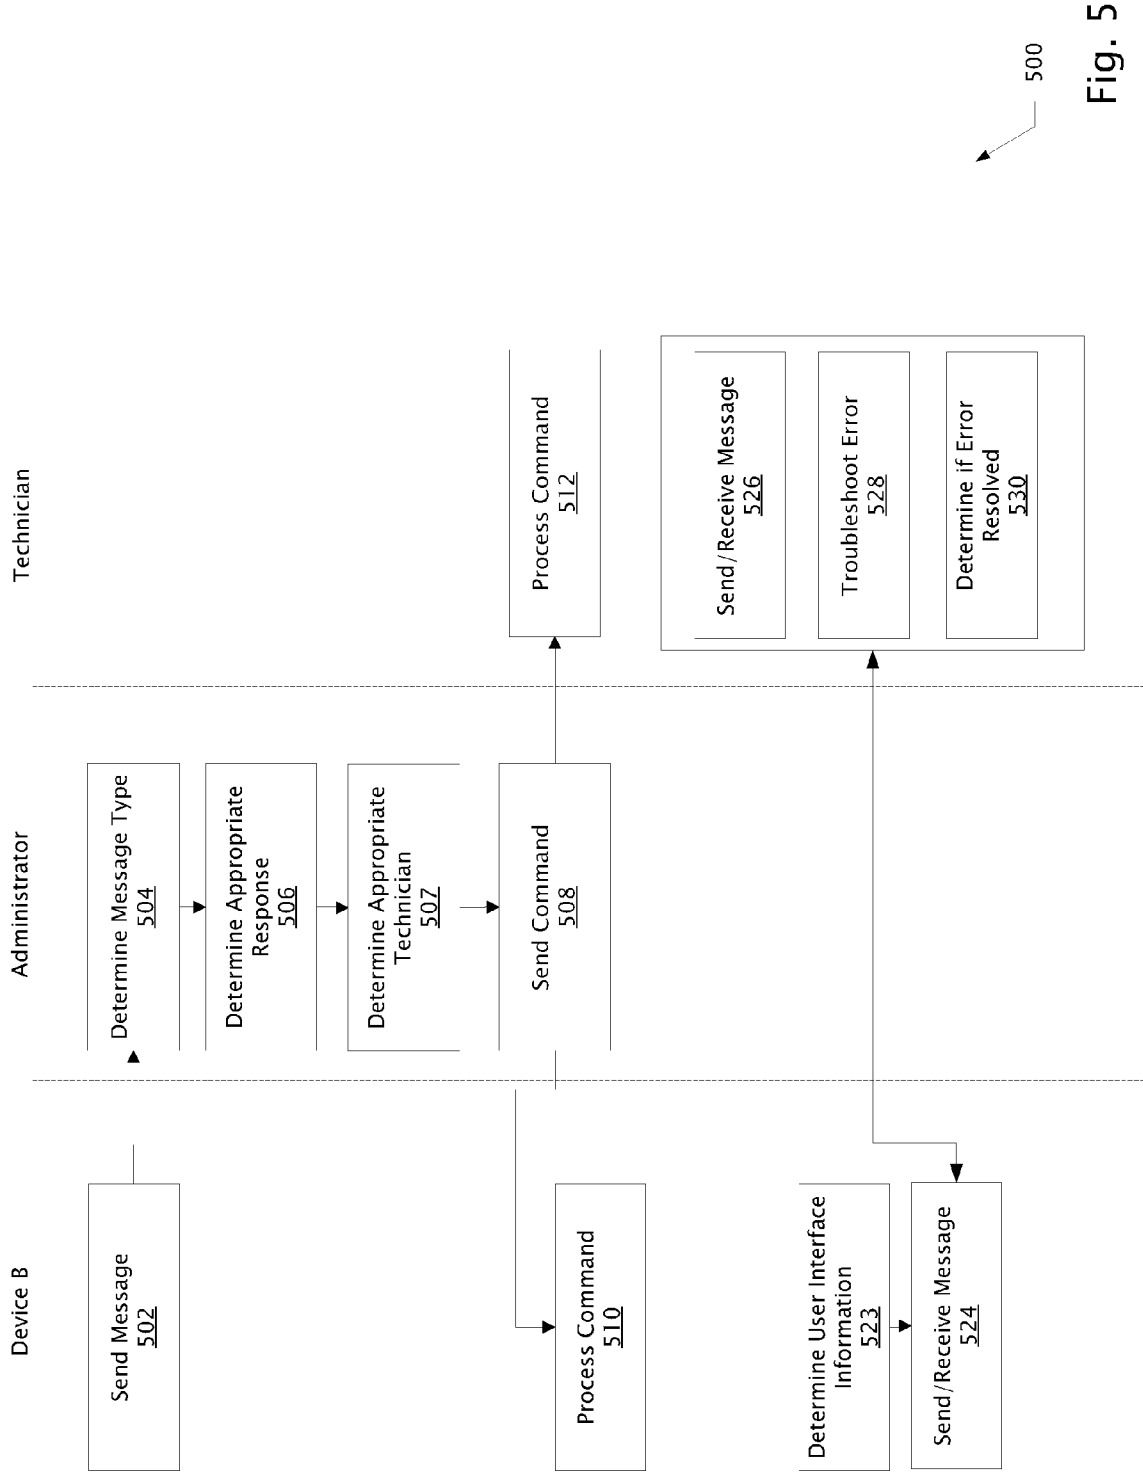 Device B
Administrator
Technician
Send Message
502
Determine Message Type
504
Determine Appropriate
Response
506
Determine Appropriate
Technician
507
Send Command
508
Process Command
510
Process Command
512
Determine User Interface
Information
523
Send/Receive Message
524
Send/Receive Message
526
Troubleshoot Error
528
Determine if Error
Resolved
530
500
Fig. 5